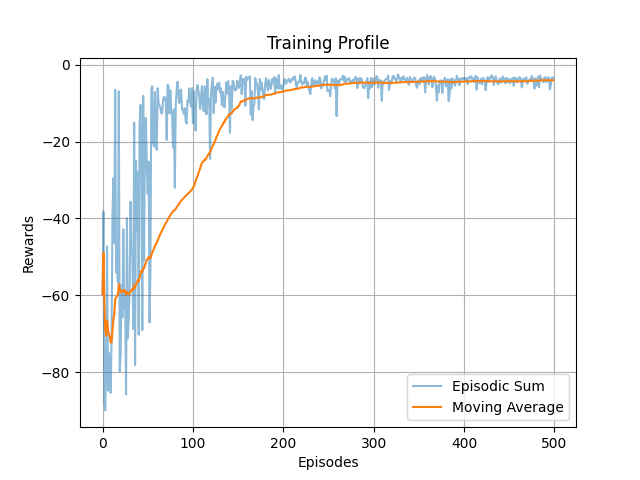 Training Profile
0
−20
−40
−60
−80
Rewards
0
100
200
300
400
500
Episodes
Episodic Sum
Moving Average